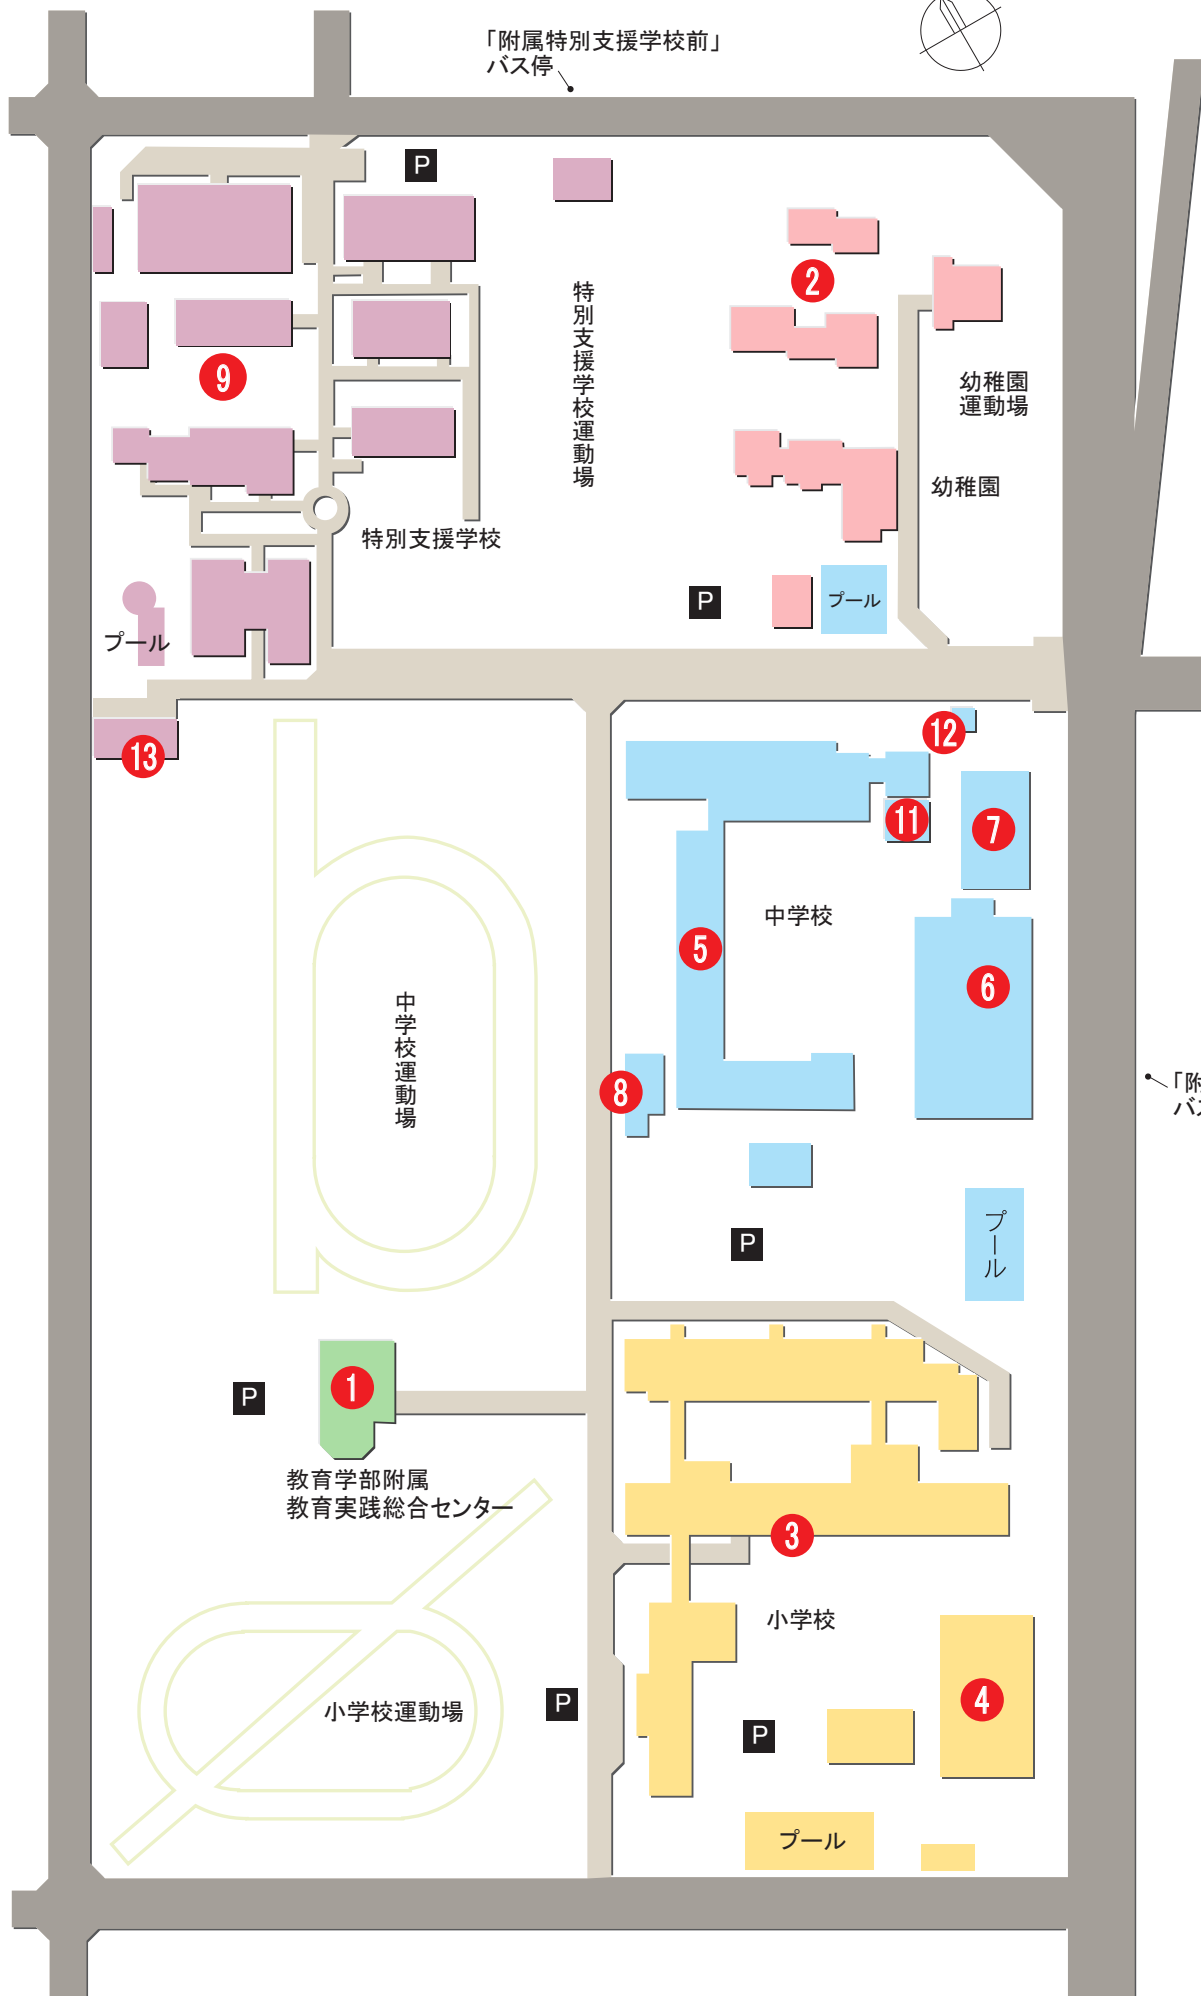 「附属特別支援学校前」
バス停
P
2
特別支援学校運動場
9
幼稚園
運動場
幼稚園
特別支援学校
P
プール
プール
12
13
11
7
中学校
5
6
中学校運動場
「附
バス
8
プール
P
1
P
教育学部附属
教育実践総合センター
3
小学校
4
小学校運動場
P
P
プール